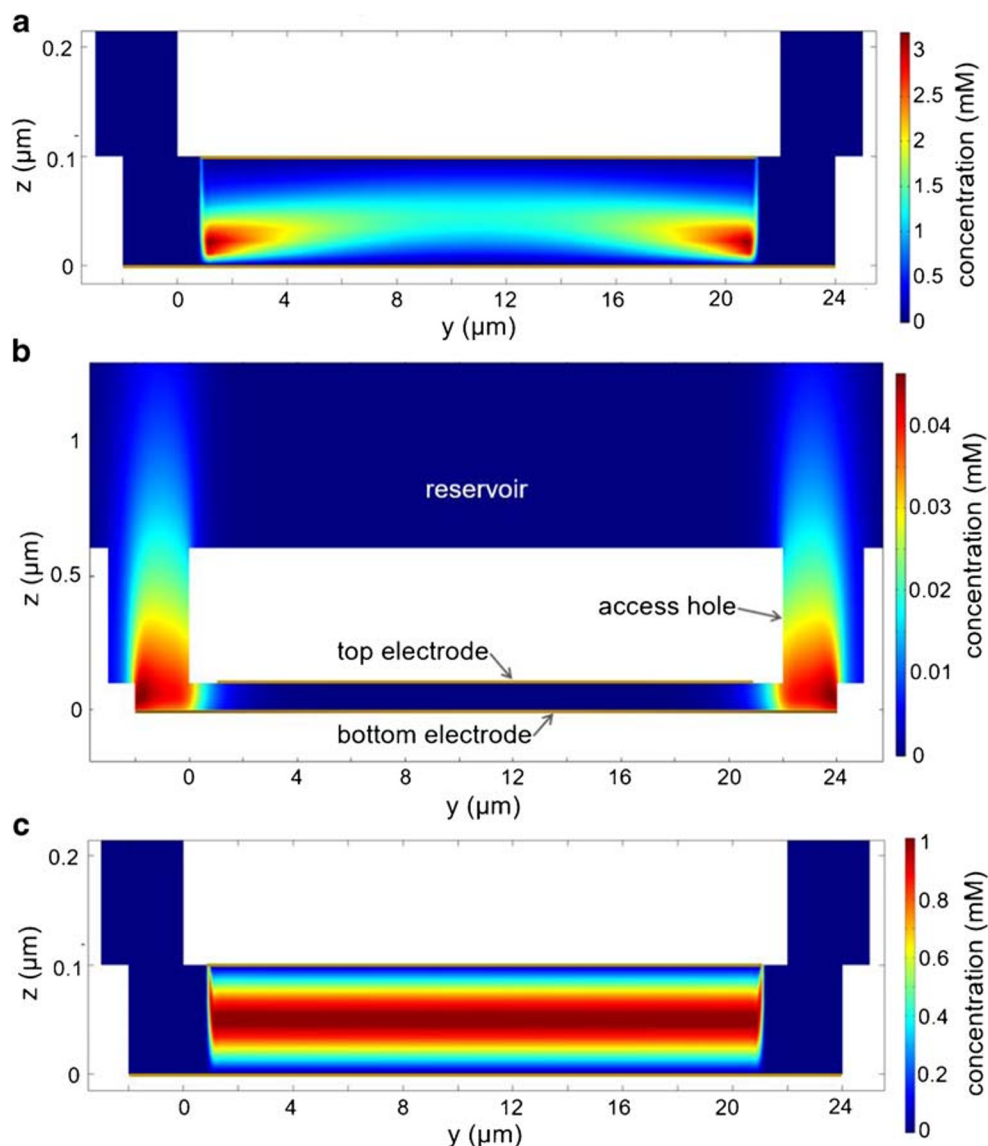 a
0.2
0.1
0
z (µm)
0 4 8 12 16 20 24
y (µm)
3
2.5
2
1.5
1
0.5
0
concentration (mM)
b
1
0.5
0
z (µm)
reservoir
access hole
top electrode
bottom electrode
0 4 8 12 16 20 24
y (µm)
0.04
0.03
0.02
0.01
0
concentration (mM)
c
0.2
0.1
0
z (µm)
0 4 8 12 16 20 24
y (µm)
1
0.8
0.6
0.4
0.2
0
concentration (mM)